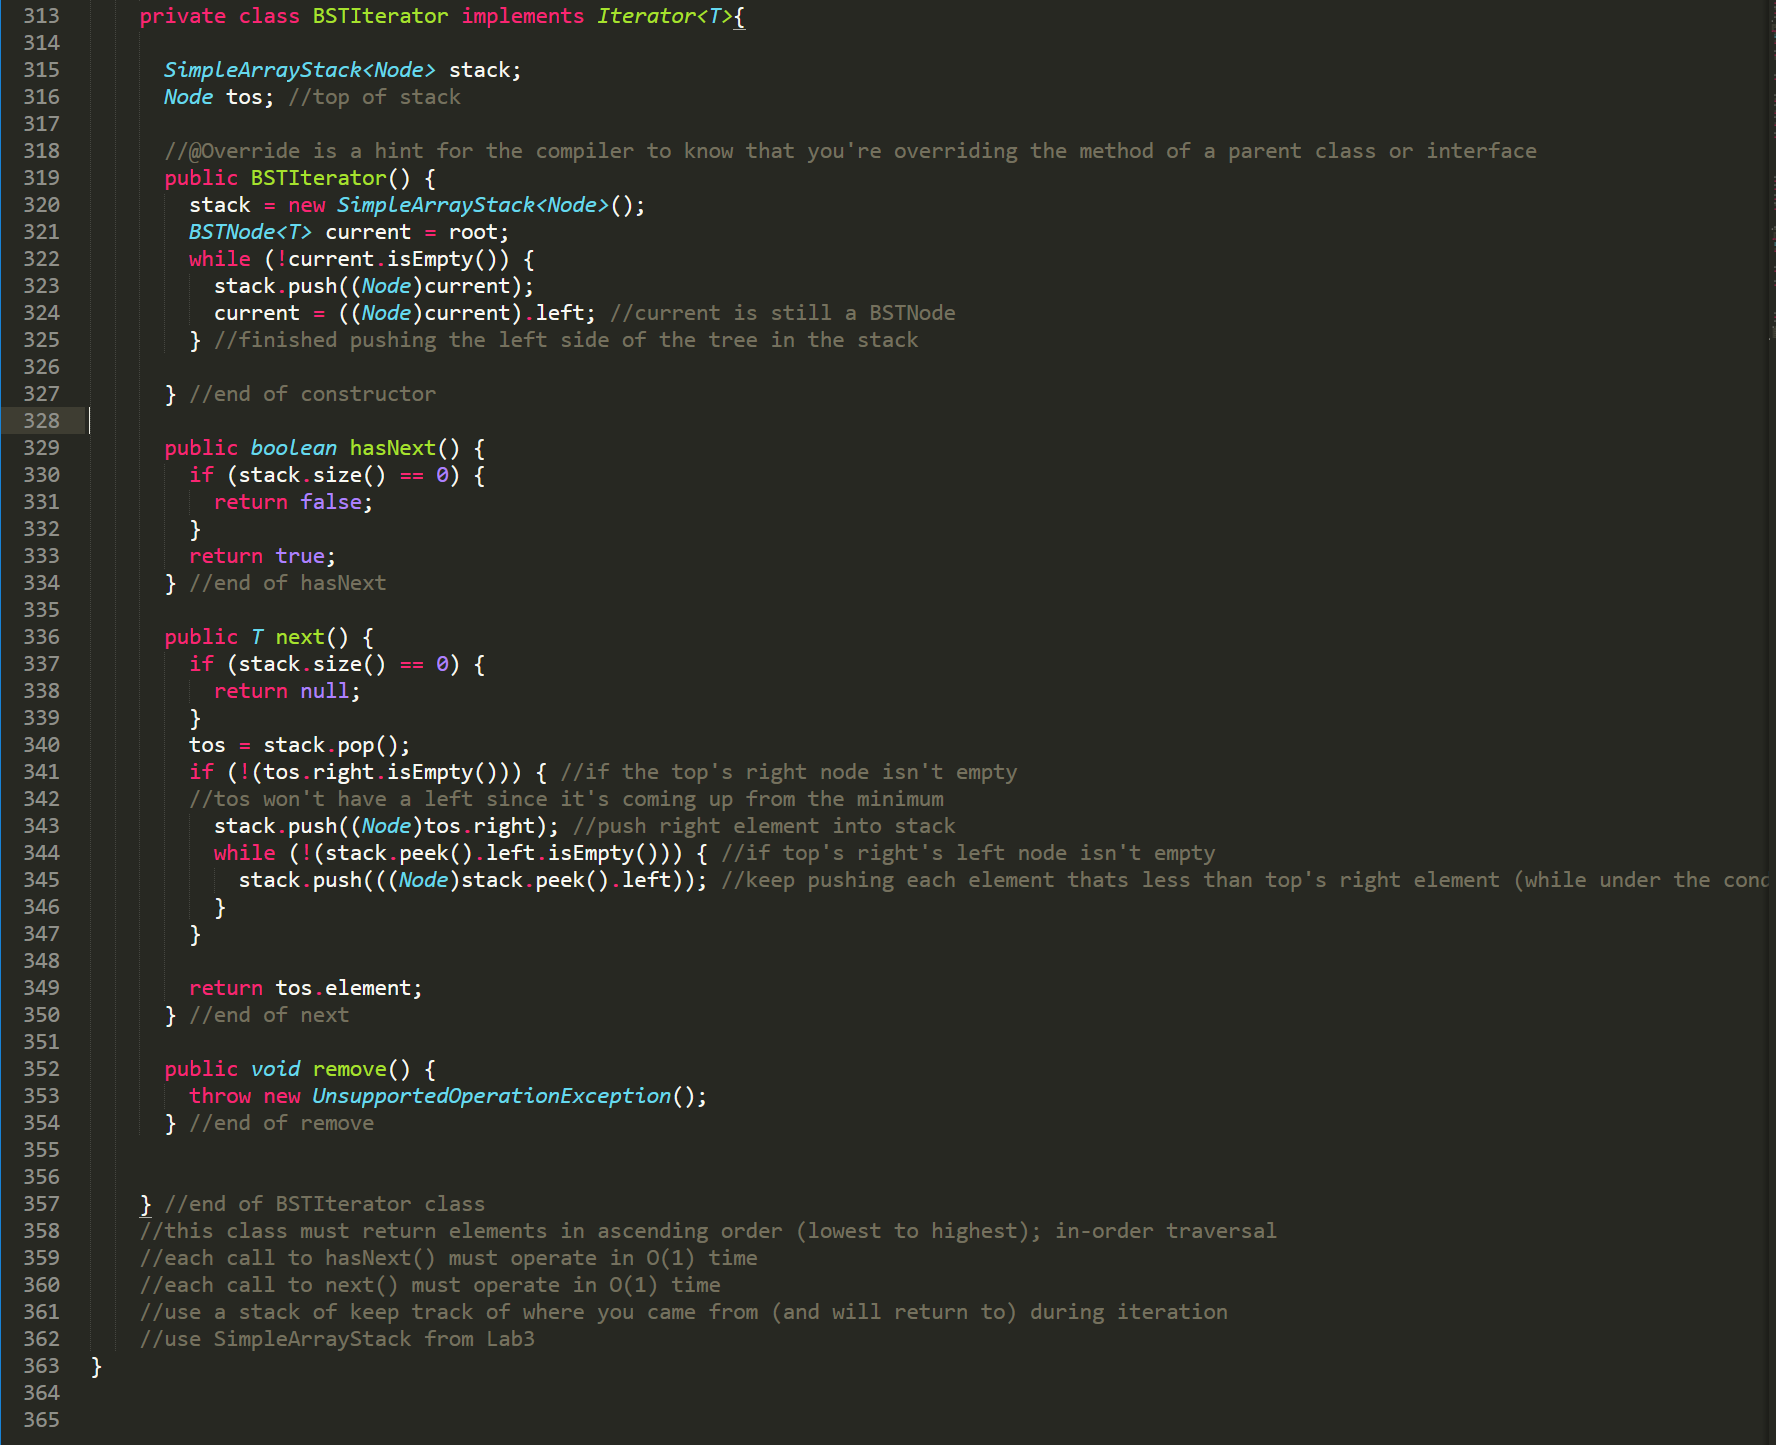 313 private class BSTIterator implements Iterator<T>{
314
315 SimpleArrayStack<Node> stack;
316 Node tos; //top of stack
317
318 //@Override is a hint for the compiler to know that you're overriding the method of a parent class or interface
319 public BSTIterator() {
320 stack = new SimpleArrayStack<Node>();
321 BSTNode<T> current = root;
322 while (!current.isEmpty()) {
323 stack.push((Node)current);
324 current = ((Node)current).left; //current is still a BSTNode
325 } //finished pushing the left side of the tree in the stack
326
327 } //end of constructor
328
329 public boolean hasNext() {
330 if (stack.size() == 0) {
331 return false;
332 }
333 return true;
334 } //end of hasNext
335
336 public T next() {
337 if (stack.size() == 0) {
338 return null;
339 }
340 tos = stack.pop();
341 if (!(tos.right.isEmpty())) { //if the top's right node isn't empty
342 //tos won't have a left since it's coming up from the minimum
343 stack.push((Node)tos.right); //push right element into stack
344 while (!(stack.peek().left.isEmpty())) { //if top's right's left node isn't empty
345 stack.push(((Node)stack.peek().left)); //keep pushing each element thats less than top's right element (while under the cond
346 }
347 }
348
349 return tos.element;
350 } //end of next
351
352 public void remove() {
353 throw new UnsupportedOperationException();
354 } //end of remove
355
356
357 } //end of BSTIterator class
358 //this class must return elements in ascending order (lowest to highest); in-order traversal
359 //each call to hasNext() must operate in O(1) time
360 //each call to next() must operate in O(1) time
361 //use a stack of keep track of where you came from (and will return to) during iteration
362 //use SimpleArrayStack from Lab3
363 }
364
365